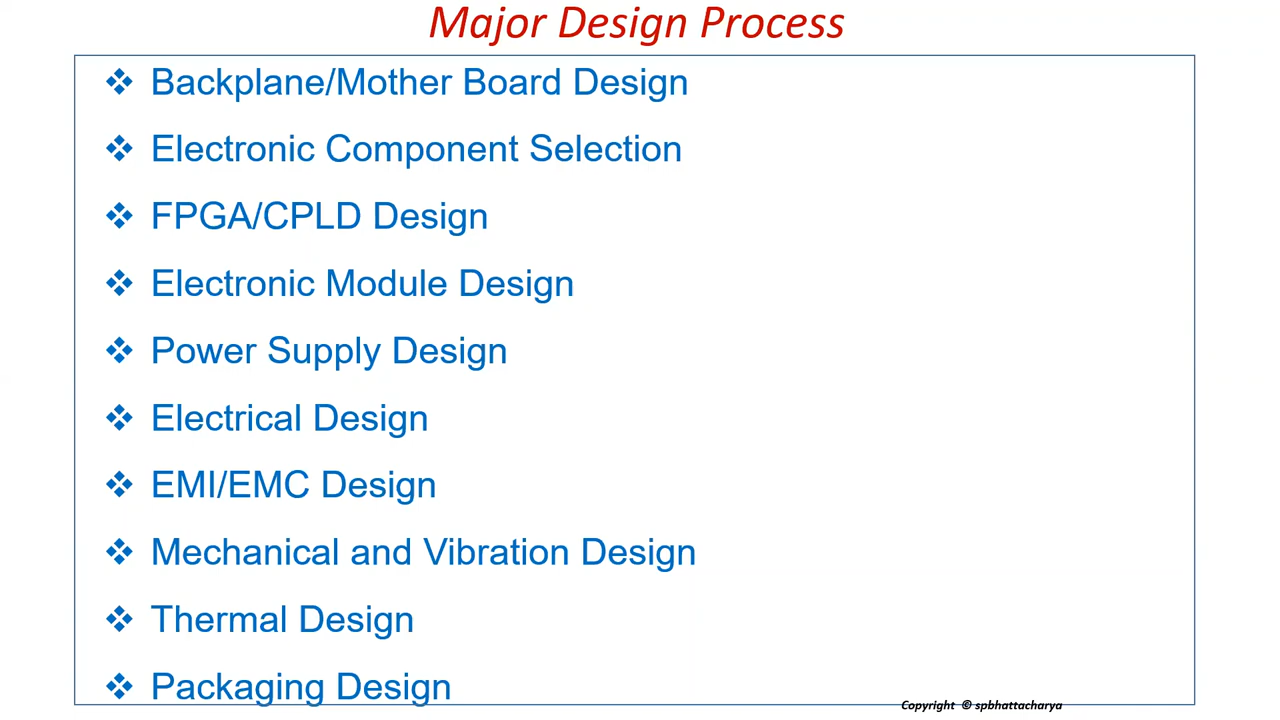 Major Design Process
❖ Backplane/Mother Board Design
❖ Electronic Component Selection
❖ FPGA/CPLD Design
❖ Electronic Module Design
❖ Power Supply Design
❖ Electrical Design
❖ EMI/EMC Design
❖ Mechanical and Vibration Design
❖ Thermal Design
❖ Packaging Design
Copyright © spbhattacharya